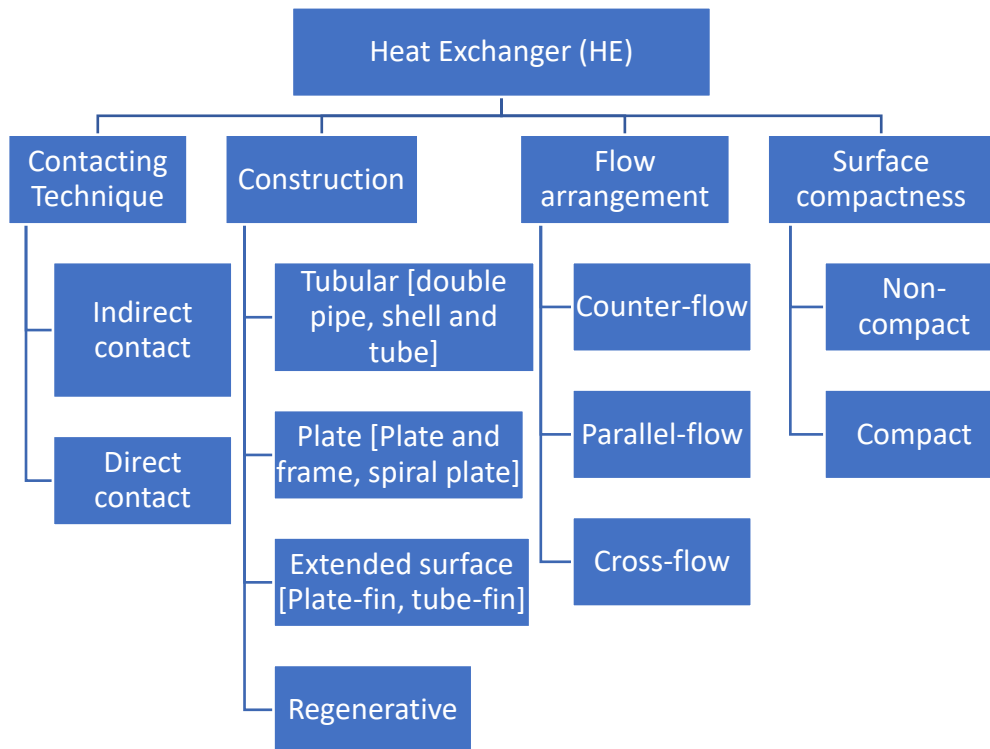 Heat Exchanger (HE)
Contacting
Technique
Indirect
contact
Direct
contact
Construction
Tubular [double
pipe, shell and
tube]
Plate [Plate and
frame, spiral plate]
Extended surface
[Plate-fin, tube-fin]
Regenerative
Flow
arrangement
Counter-flow
Parallel-flow
Cross-flow
Surface
compactness
Non-
compact
Compact